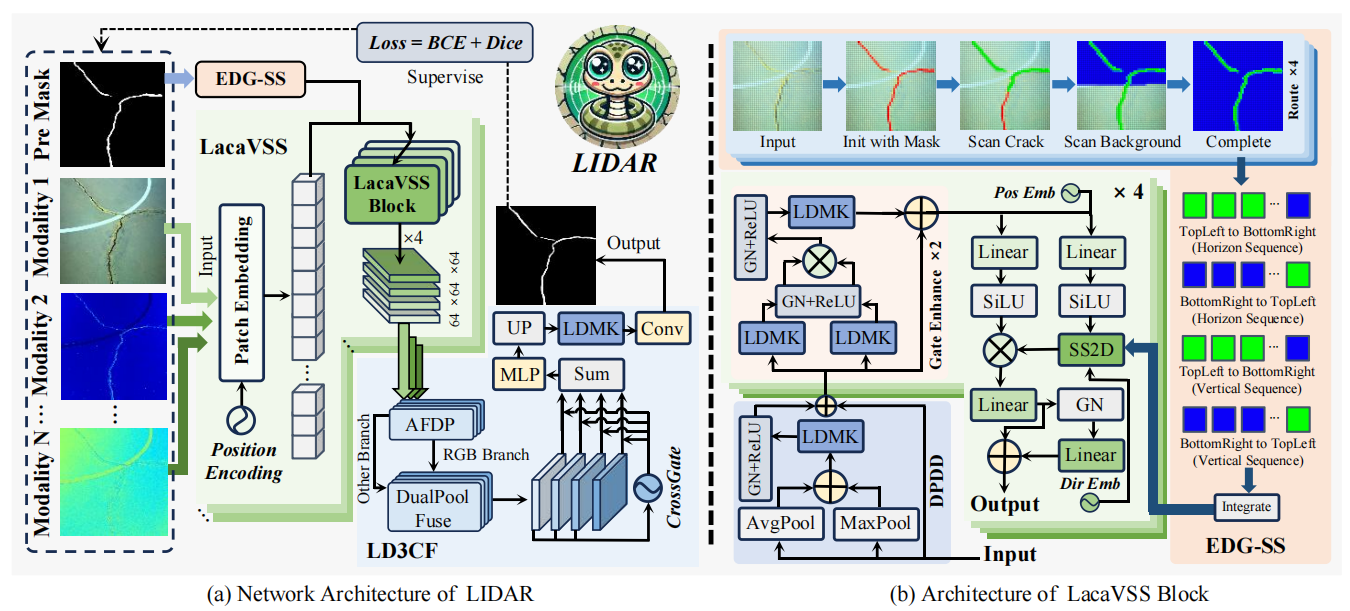 Loss = BCE + Dice
Supervise
Pre Mask
EDG-SS
LacaVSS
LacaVSS
Block
×4
64 ×64 ×64 ×64
LIDAR
Modality 1
Modality 2
...
Modality N
Input
Patch Embedding
...
Position
Encoding
Output
UP
LDMK
Conv
MLP
Sum
AFDP
Other Branch
RGB Branch
DualPool
Fuse
CrossGate
LD3CF
(a) Network Architecture of LIDAR
Input
Init with Mask
Scan Crack
Scan Background
Complete
Route ×4
GN+ReLU
LDMK
GN+ReLU
LDMK
LDMK
Gate Enhance ×2
Pos Emb
× 4
Linear
Linear
SiLU
SiLU
SS2D
Linear
GN
Linear
Dir Emb
Output
GN+ReLU
LDMK
AvgPool
MaxPool
DPDD
Input
...
TopLeft to BottomRight
(Horizon Sequence)
...
BottomRight to TopLeft
(Horizon Sequence)
...
TopLeft to BottomRight
(Vertical Sequence)
...
BottomRight to TopLeft
(Vertical Sequence)
Integrate
EDG-SS
(b) Architecture of LacaVSS Block